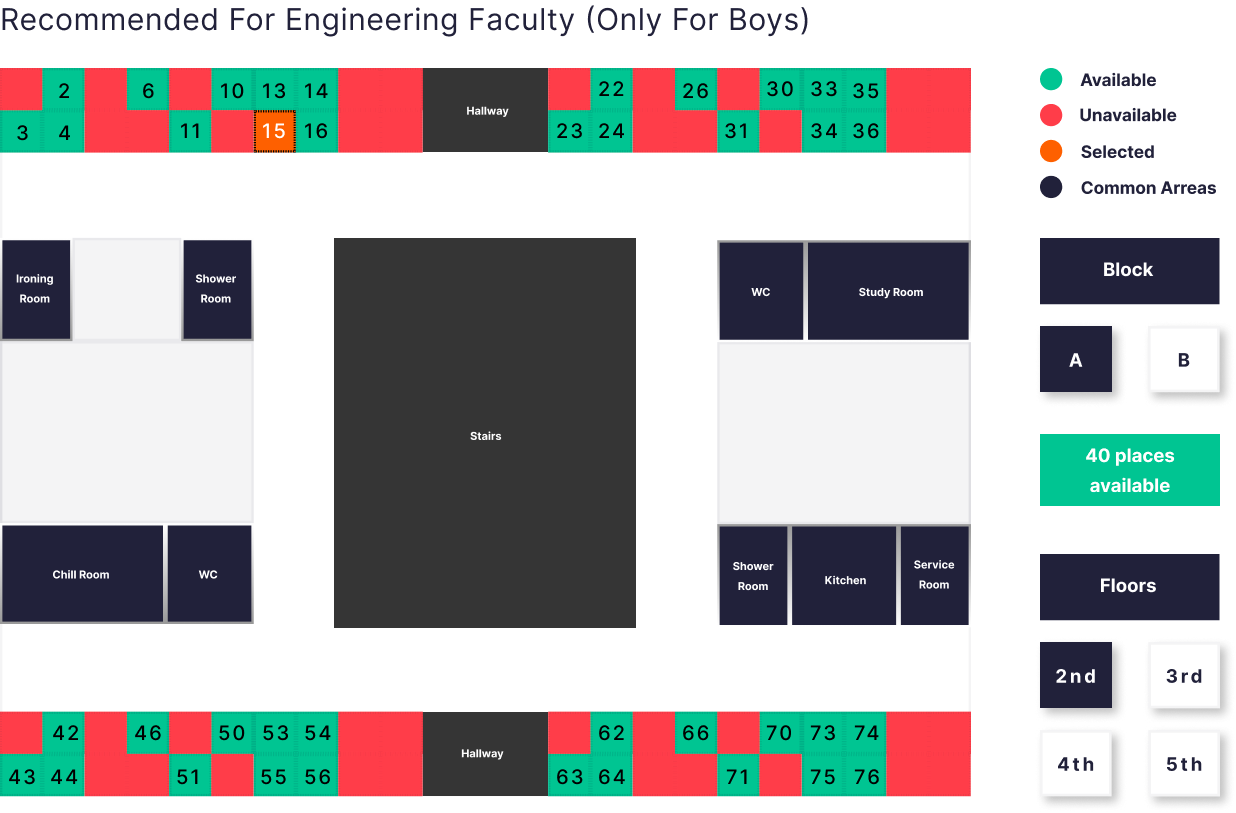 Recommended For Engineering Faculty (Only For Boys)
2 6 10 13 14 22 26 30 33 35
3 4 11 15 16 23 24 31 34 36
Hallway
Available
Unavailable
Selected
Common Arreas
Ironing
Room
Shower
Room
WC
Study Room
Stairs
Chill Room
WC
Shower
Room
Kitchen
Service
Room
Block
A
B
40 places
available
Floors
2nd
3rd
4th
5th
42 46 50 53 54 62 66 70 73 74
43 44 51 55 56 63 64 71 75 76
Hallway